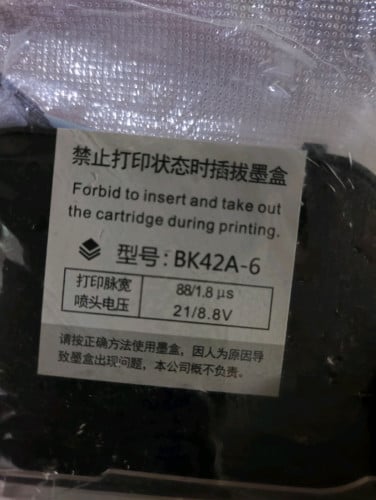 禁止打印状态时插拔墨盒
Forbid to insert and take out
the cartridge during printing.
型号: BK42A-6
打印脉宽 88/1.8 μs
喷头电压 21/8.8V
请按正确方法使用墨盒，因人为原因导
致墨盒出现问题，本公司概不负责。